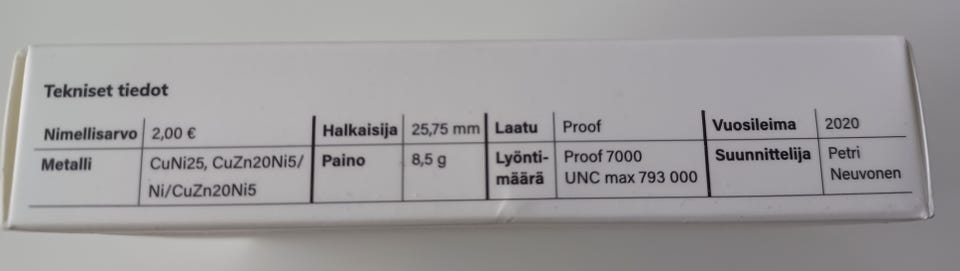 Tekniset tiedot
Nimellisarvo 2,00 € Halkaisija 25,75 mm Laatu Proof Vuosileima 2020
Metalli CuNi25, CuZn20Ni5/ Paino 8,5 g Lyönti- Proof 7000 Suunnittelija Petri
Ni/CuZn20Ni5 määrä UNC max 793 000 Neuvonen